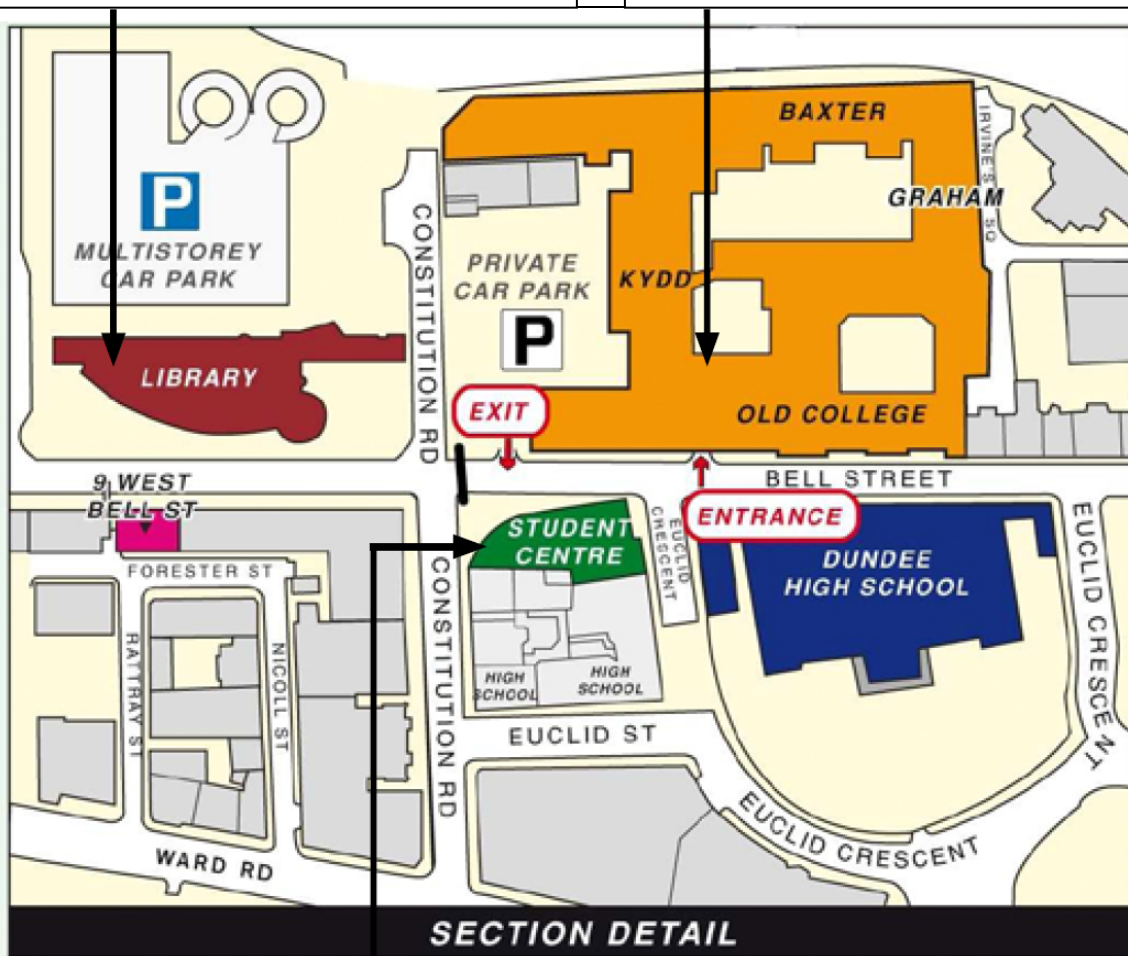 BAXTER
IRVINE'S SQ
GRAHAM
P
MULTISTOREY
CAR PARK
CONSTITUTION RD
PRIVATE
CAR PARK
KYDD
P
LIBRARY
EXIT
OLD COLLEGE
9 WEST
BELL ST
BELL STREET
ENTRANCE
STUDENT
CENTRE
EUCLID
CRESCENT
DUNDEE
HIGH SCHOOL
EUCLID CRESCENT
FORESTER ST
CONSTITUTION RD
RATTRAY ST
NICOLL ST
HIGH
SCHOOL
HIGH
SCHOOL
EUCLID ST
EUCLID CRESCENT
WARD RD
SECTION DETAIL